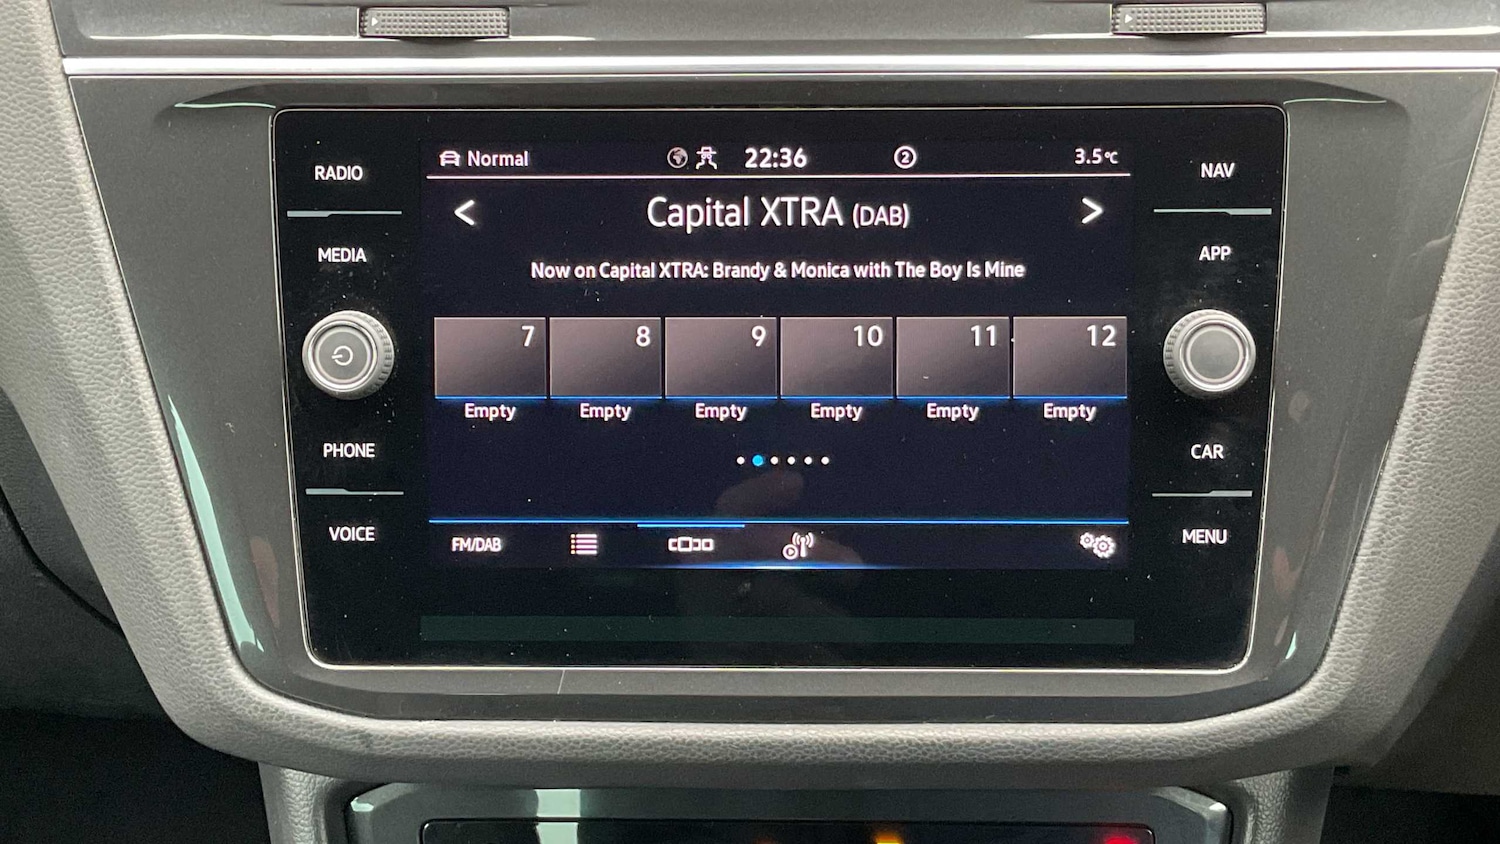 RADIO
MEDIA
PHONE
VOICE
Normal 22:36 2 3.5°C
< Capital XTRA (DAB) >
Now on Capital XTRA: Brandy & Monica with The Boy Is Mine
7 8 9 10 11 12
Empty Empty Empty Empty Empty Empty
FM/DAB
NAV
APP
CAR
MENU